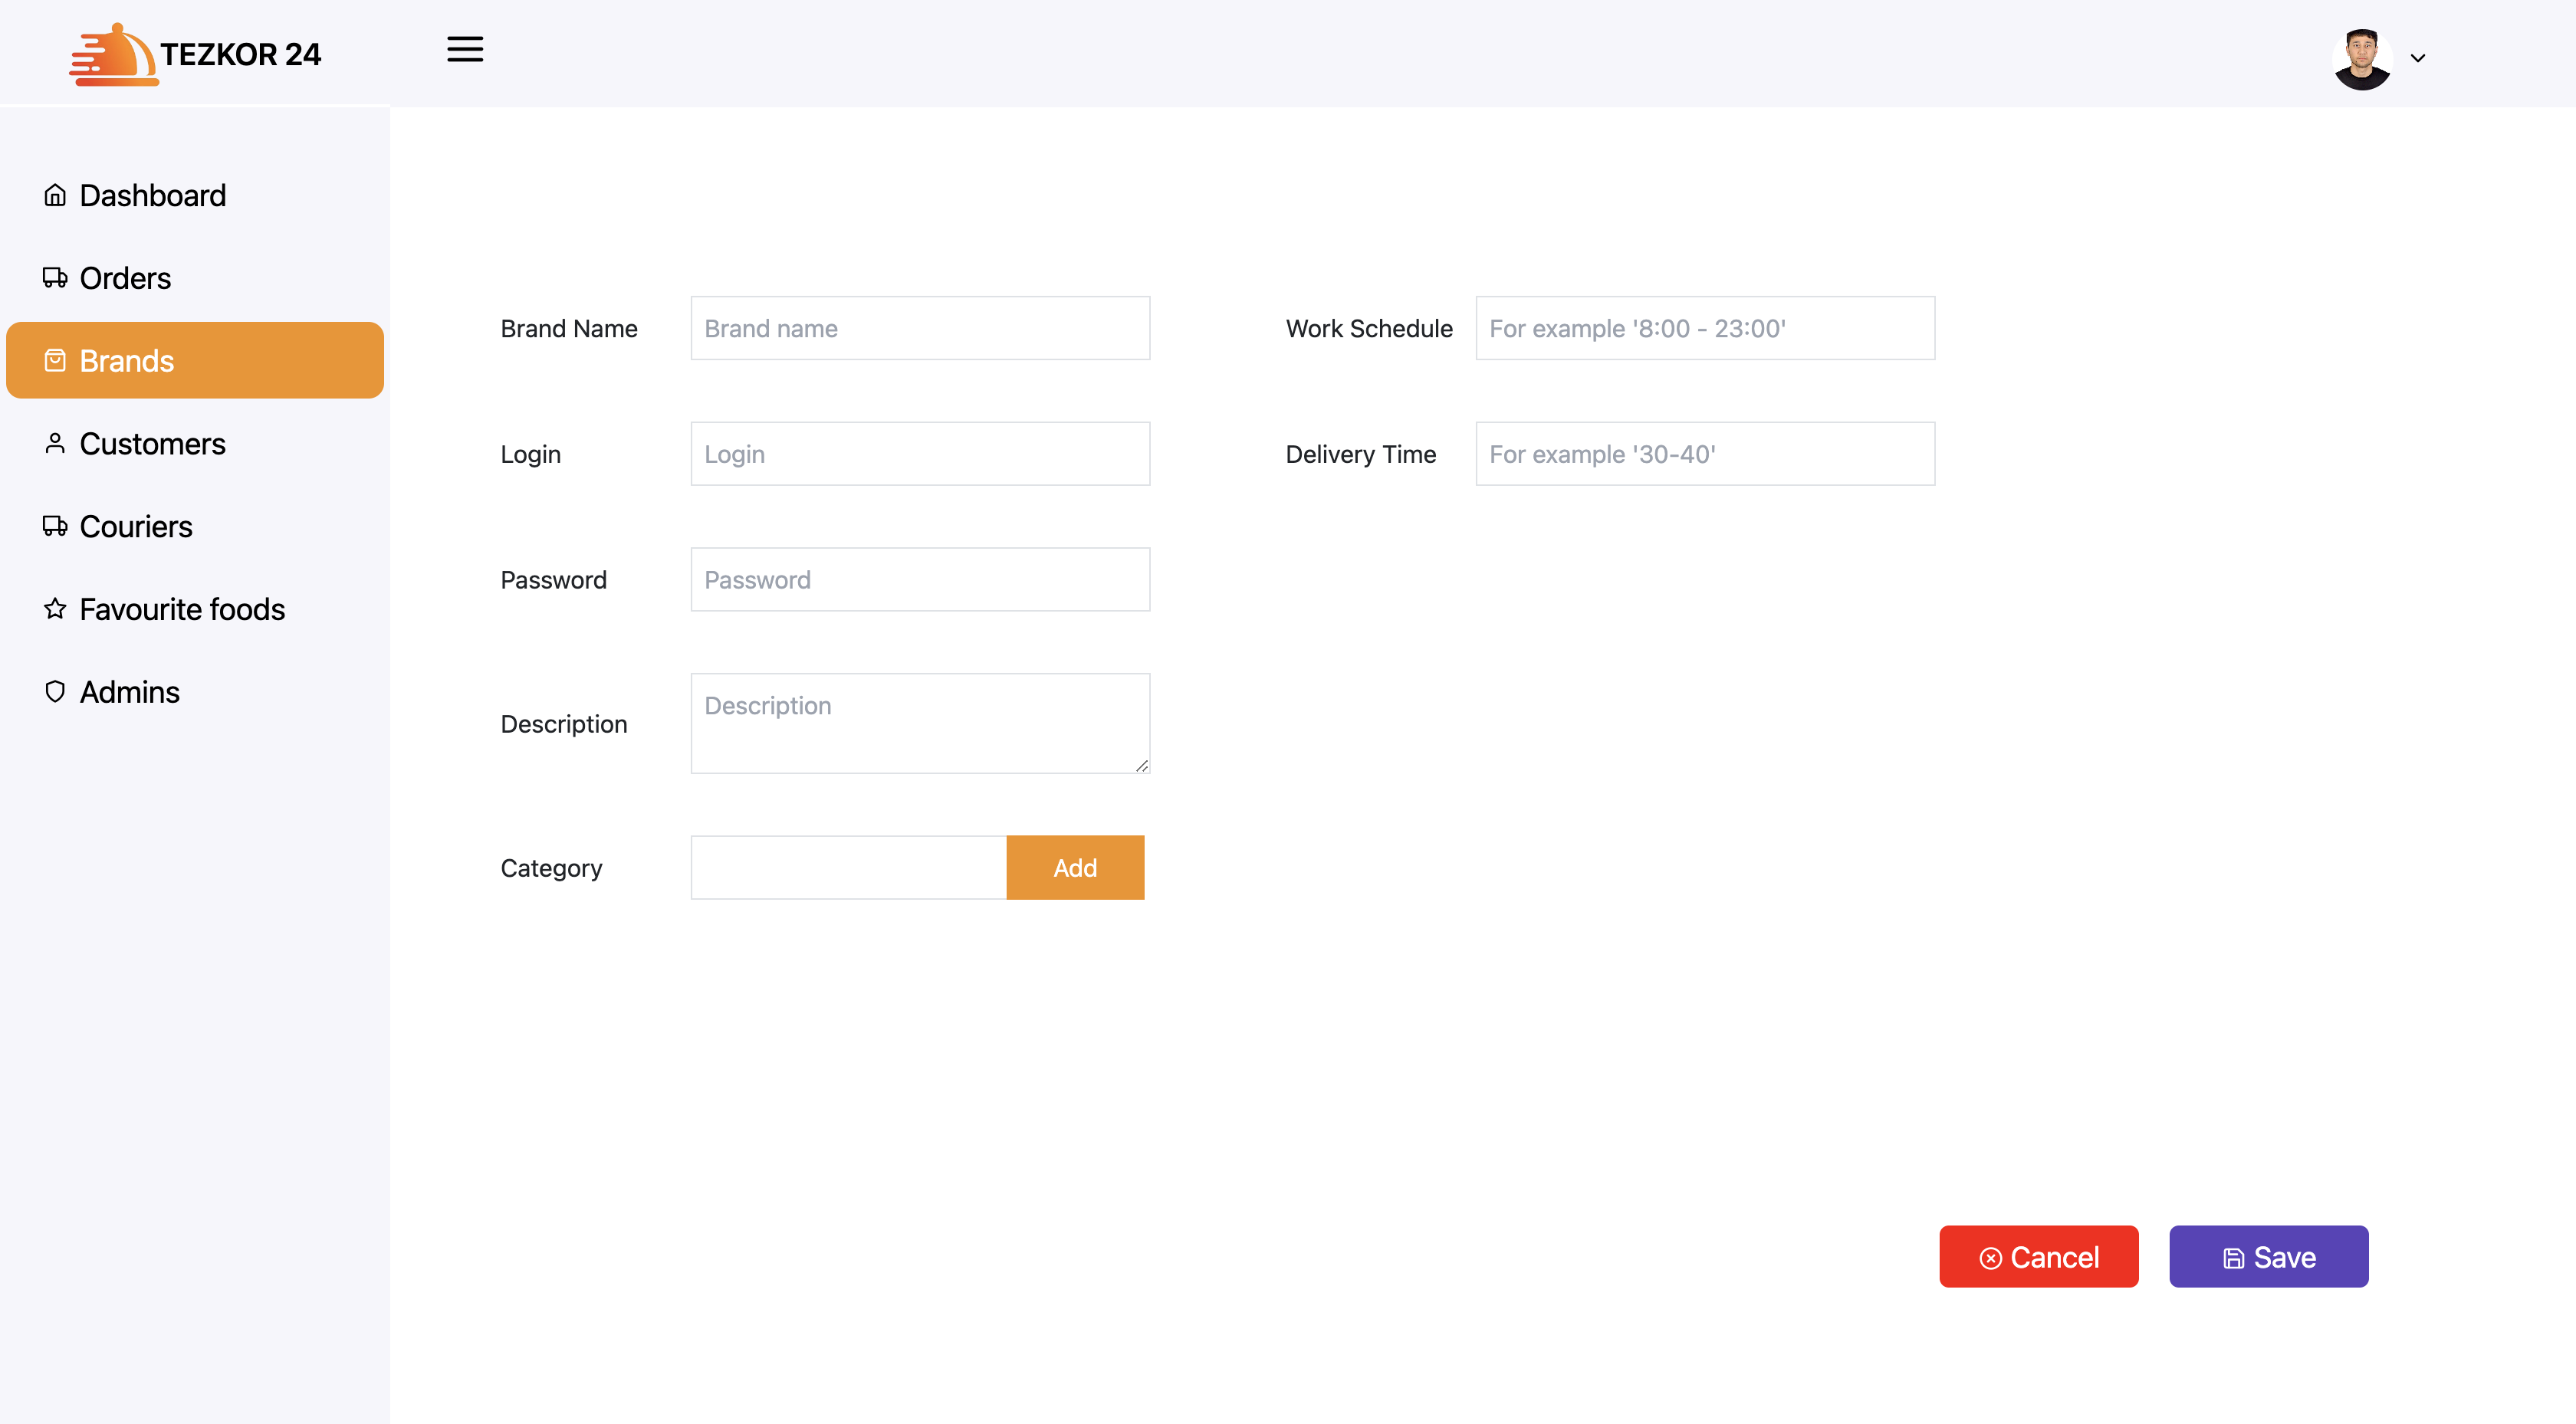 TEZKOR 24
Dashboard
Orders
Brands
Customers
Couriers
Favourite foods
Admins
Brand Name
Brand name
Work Schedule
For example '8:00 - 23:00'
Login
Login
Delivery Time
For example '30-40'
Password
Password
Description
Description
Category
Add
Cancel
Save